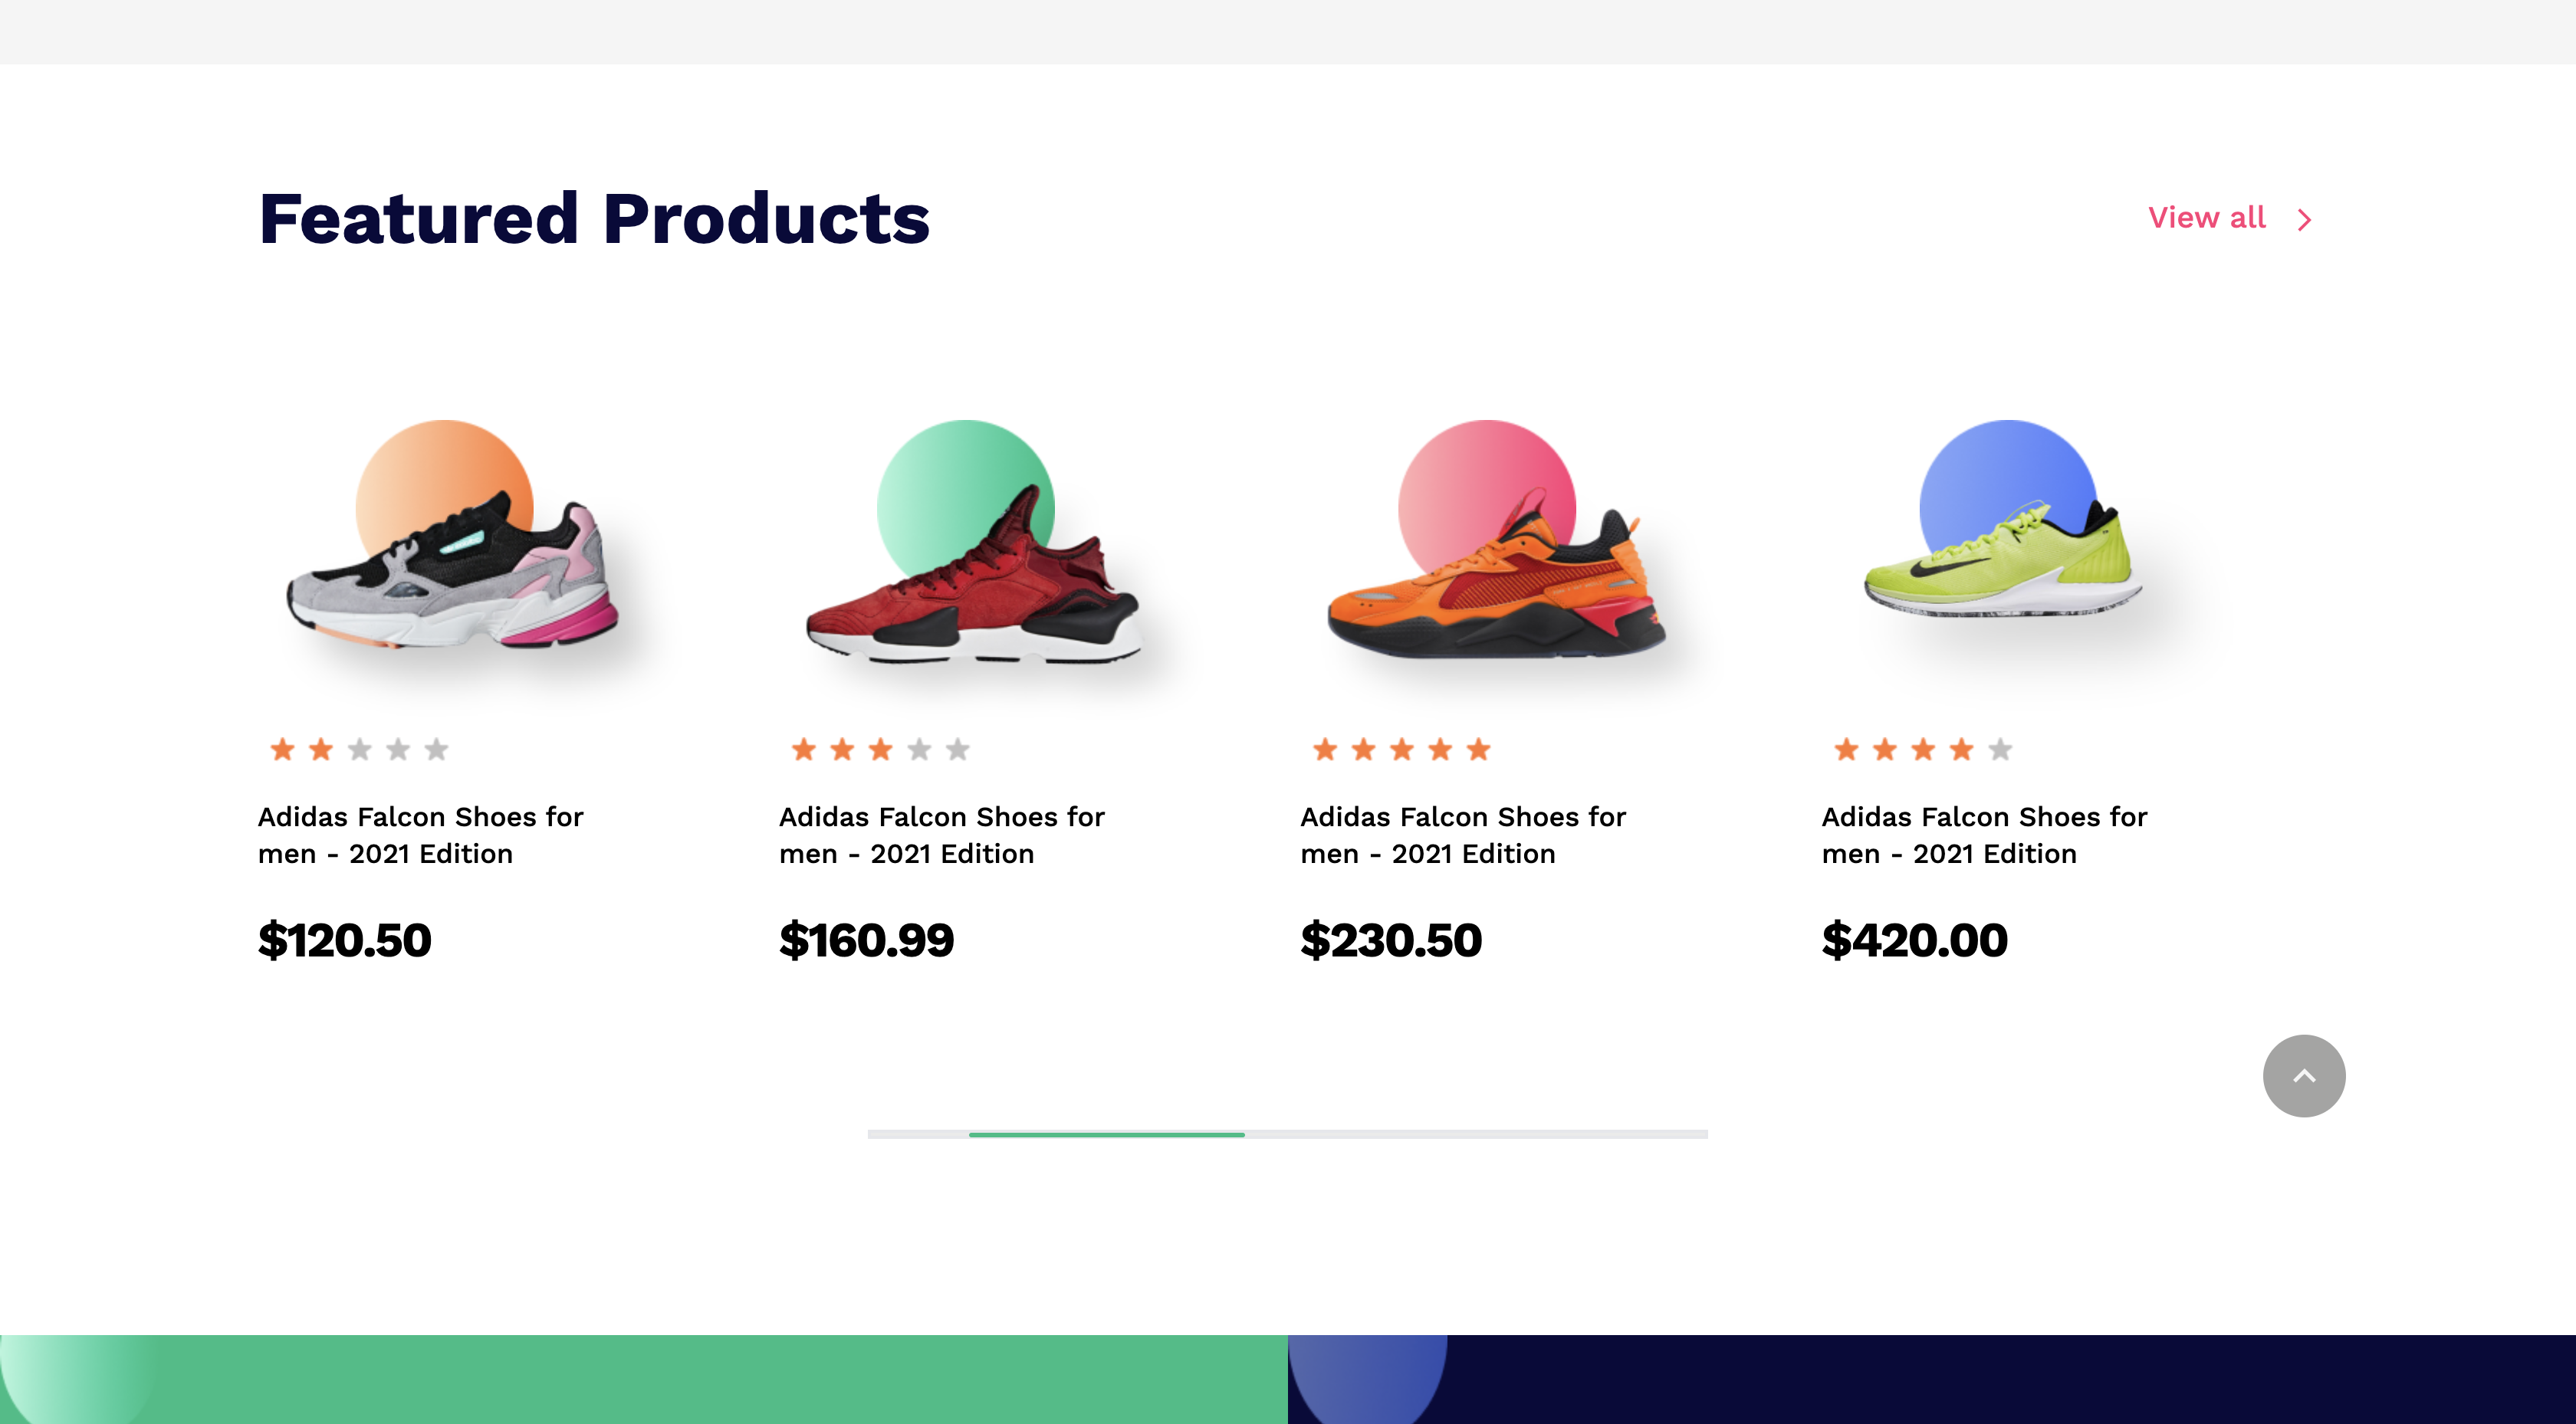 Featured Products
View all
Adidas Falcon Shoes for
men - 2021 Edition
$120.50
Adidas Falcon Shoes for
men - 2021 Edition
$160.99
Adidas Falcon Shoes for
men - 2021 Edition
$230.50
Adidas Falcon Shoes for
men - 2021 Edition
$420.00